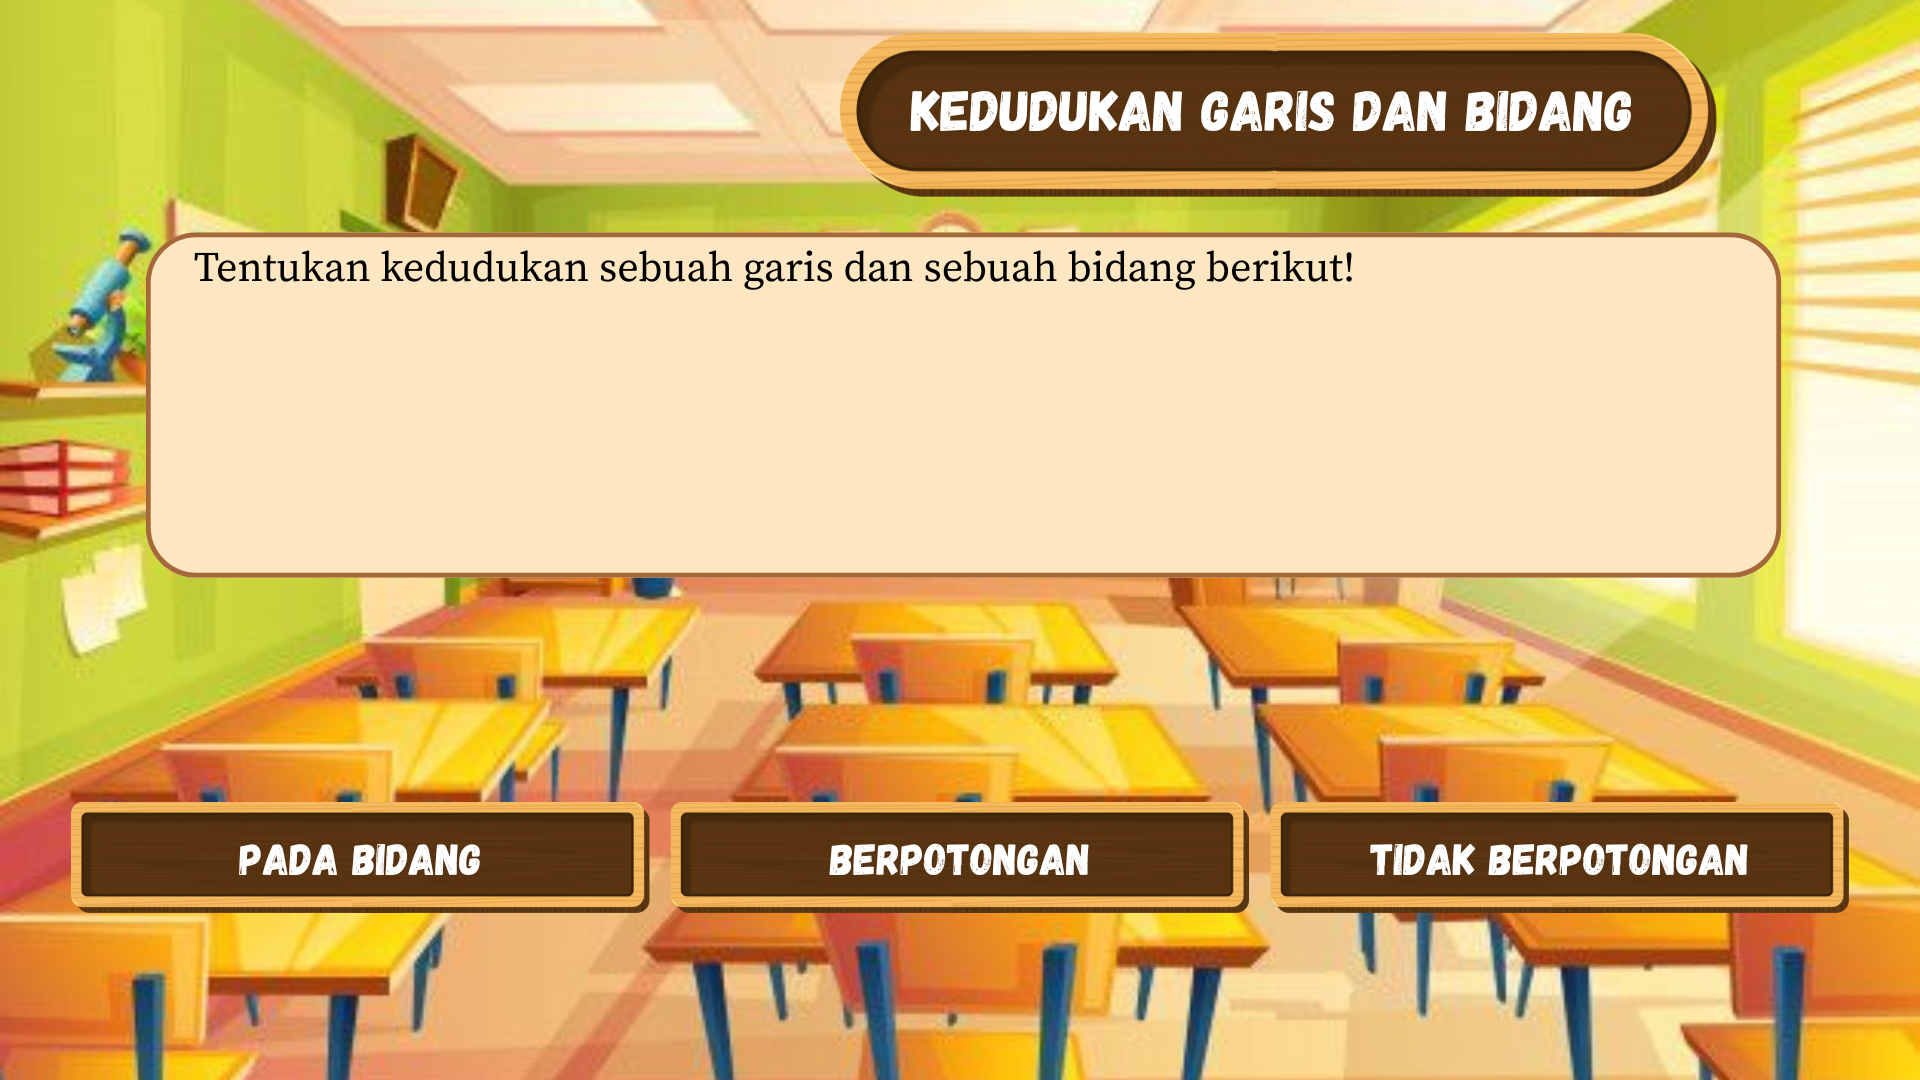 KEDUDUKAN GARIS DAN BIDANG
Tentukan kedudukan sebuah garis dan sebuah bidang berikut!
PADA BIDANG
BERPOTONGAN
TIDAK BERPOTONGAN